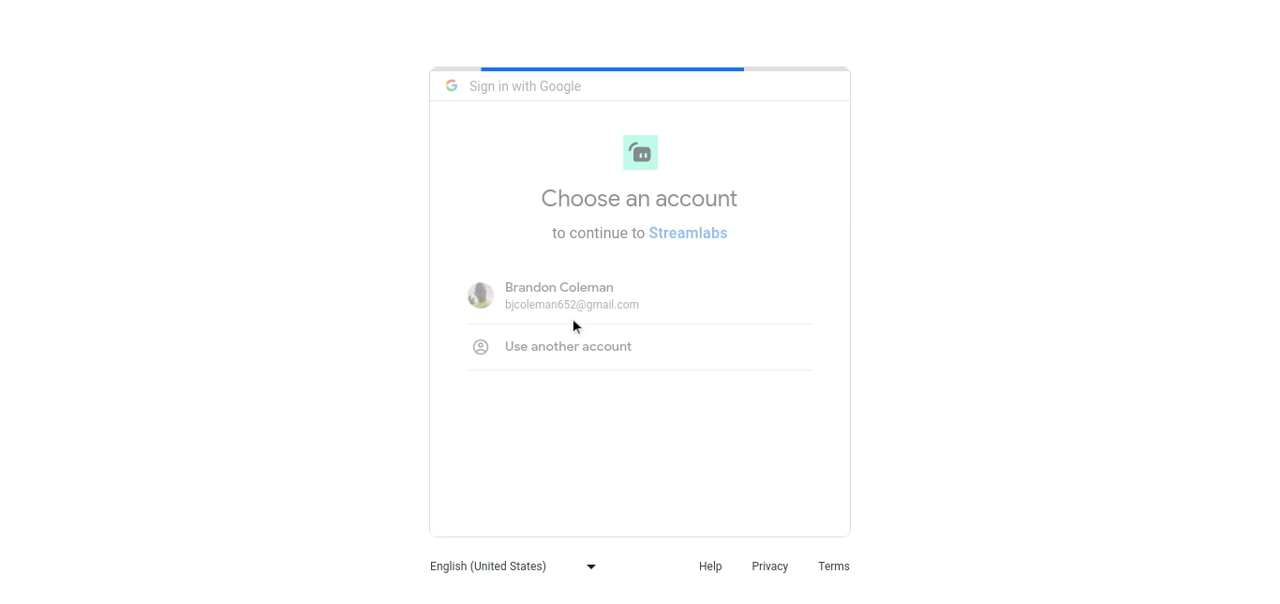 Sign in with Google
Choose an account
to continue to Streamlabs
Brandon Coleman
bjcoleman652@gmail.com
Use another account
English (United States)
Help
Privacy
Terms